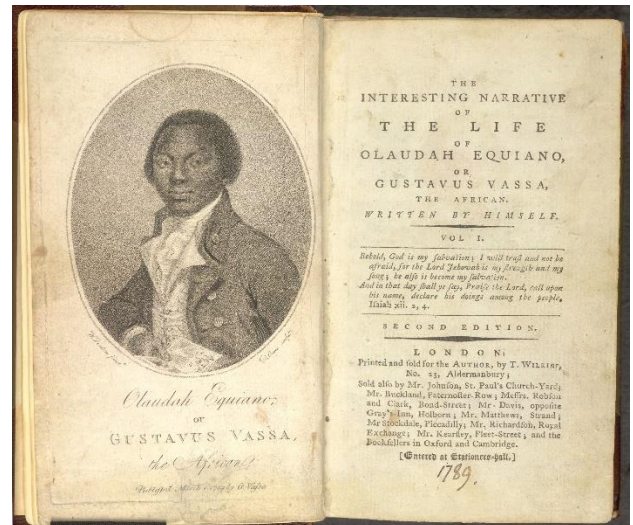 Olaudah Equiano;
or
GUSTAVUS VASSA,
the African
THE
INTERESTING NARRATIVE
OF
THE LIFE
OF
OLAUDAH EQUIANO,
OR
GUSTAVUS VASSA,
THE AFRICAN.
WRITTEN BY HIMSELF.
VOL I.
Behold, God is my salvation; I will trust and not be
afraid, for the Lord Jehovah is my strength and my
song; he also is become my salvation.
And in that day shall ye say, Praise the Lord, call upon
his name, declare his doings among the people,
Isaiah xii. 2, 4.
SECOND EDITION.
LONDON:
Printed and sold for the AUTHOR, by T. WILKINS,
No. 23, Aldermanbury;
Sold also by Mr. Johnson, St. Paul's Church-Yard;
Mr. Buckland, Paternoster-Row; Messrs. Robson
and Clark, Bond-Street; Mr. Davis, opposite
Gray's-Inn, Holborn; Mr. Matthews, Strand;
Mr Stockdale, Piccadilly; Mr. Richardson, Royal
Exchange; Mr. Kearsley, Fleet-Street; and the
Booksellers in Oxford and Cambridge.
[Entered at Stationers-hall.]
1789.